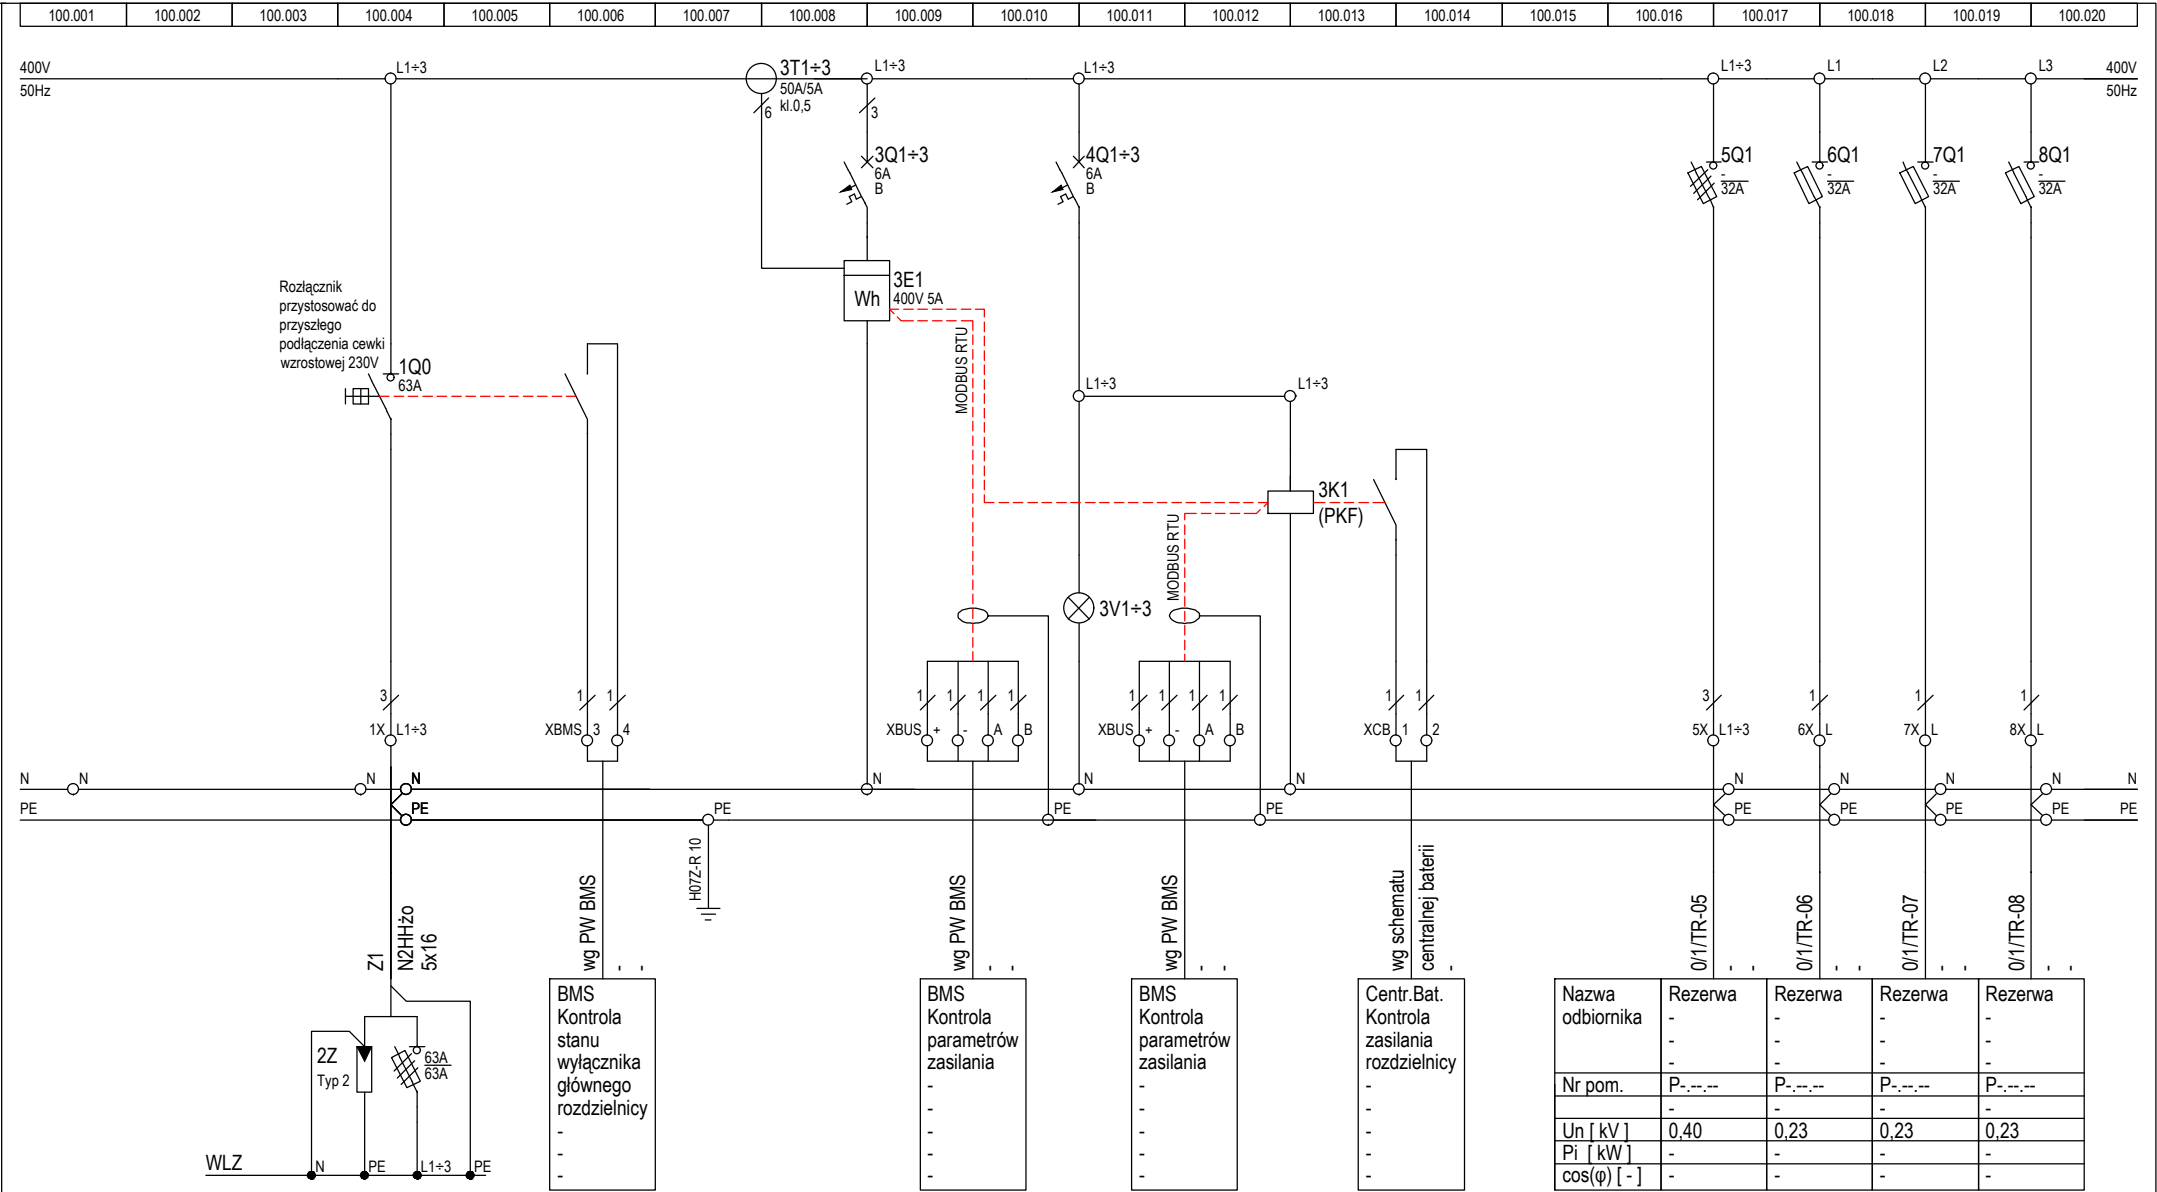 100.001 100.002 100.003 100.004 100.005 100.006 100.007 100.008 100.009 100.010 100.011 100.012 100.013 100.014 100.015 100.016 100.017 100.018 100.019 100.020
400V
50Hz
L1÷3
3T1÷3
50A/5A
kl.0,5
6
L1÷3
3
L1÷3
L1÷3
L1
L2
L3
400V
50Hz
3Q1÷3
6A
B
4Q1÷3
6A
B
5Q1
-
32A
6Q1
-
32A
7Q1
-
32A
8Q1
-
32A
Rozłącznik
przystosować do
przyszłego
podłączenia cewki
wzrostowej 230V
1Q0
63A
Wh
3E1
400V 5A
MODBUS RTU
L1÷3
L1÷3
3K1
(PKF)
MODBUS RTU
3V1÷3
3
1X L1÷3
1 1
XBMS 3 4
1 1 1 1
XBUS + - A B
1 1 1 1
XBUS + - A B
1 1
XCB 1 2
3
5X L1÷3
1
6X L
1
7X L
1
8X L
N N N N N N N N N N N N
PE PE PE PE PE PE PE PE PE PE
H07Z-R 10
Z1
N2HHżo
5x16
wg PW BMS
- -
wg PW BMS
- -
wg PW BMS
- -
wg schematu
centralnej baterii
-
0/1/TR-05
- -
0/1/TR-06
- -
0/1/TR-07
- -
0/1/TR-08
- -
2Z
Typ 2
63A
63A
WLZ
N PE L1÷3 PE
BMS
Kontrola
stanu
wyłącznika
głównego
rozdzielnicy
-
-
-
BMS
Kontrola
parametrów
zasilania
-
-
-
-
-
BMS
Kontrola
parametrów
zasilania
-
-
-
-
-
Centr.Bat.
Kontrola
zasilania
rozdzielnicy
-
-
-
-
-
Nazwa Rezerwa Rezerwa Rezerwa Rezerwa
odbiornika - - - -
- - - -
- - - -
Nr pom. P-.--.-- P-.--.-- P-.--.-- P-.--.--
- - - -
Un [ kV ] 0,40 0,23 0,23 0,23
Pi [ kW ] - - - -
cos(φ) [ - ] - - - -